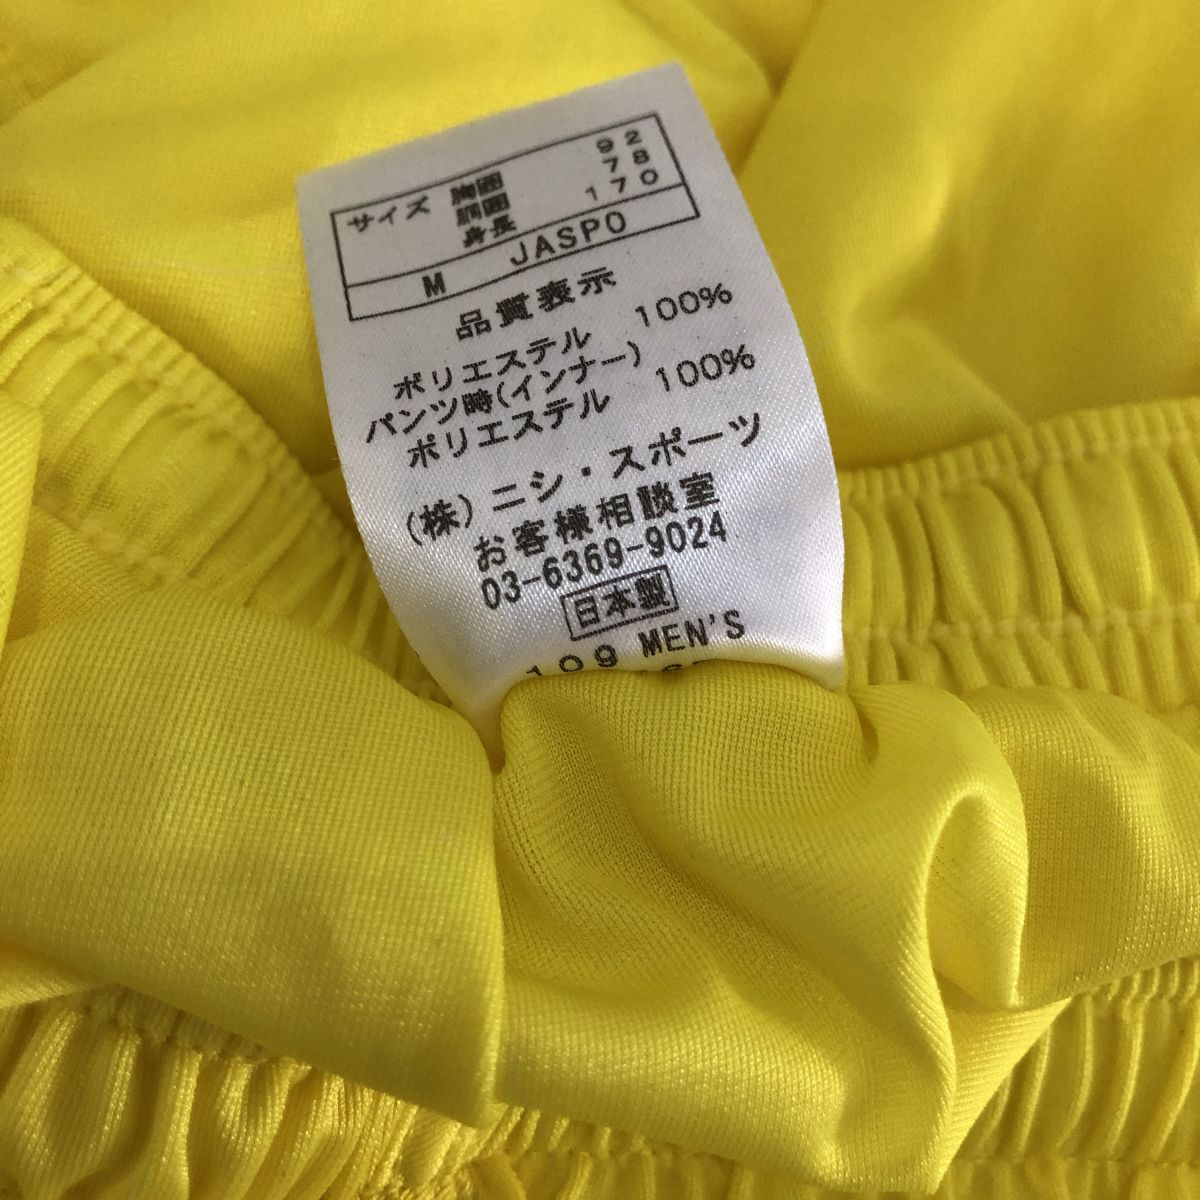 サイズ 胸囲 92
胴囲 78
身長 170
M JASPO
品質表示
ポリエステル 100%
パンツ時(インナー)
ポリエステル 100%
(株)ニシ・スポーツ
お客様相談室
03-6369-9024
日本製
109 MEN'S